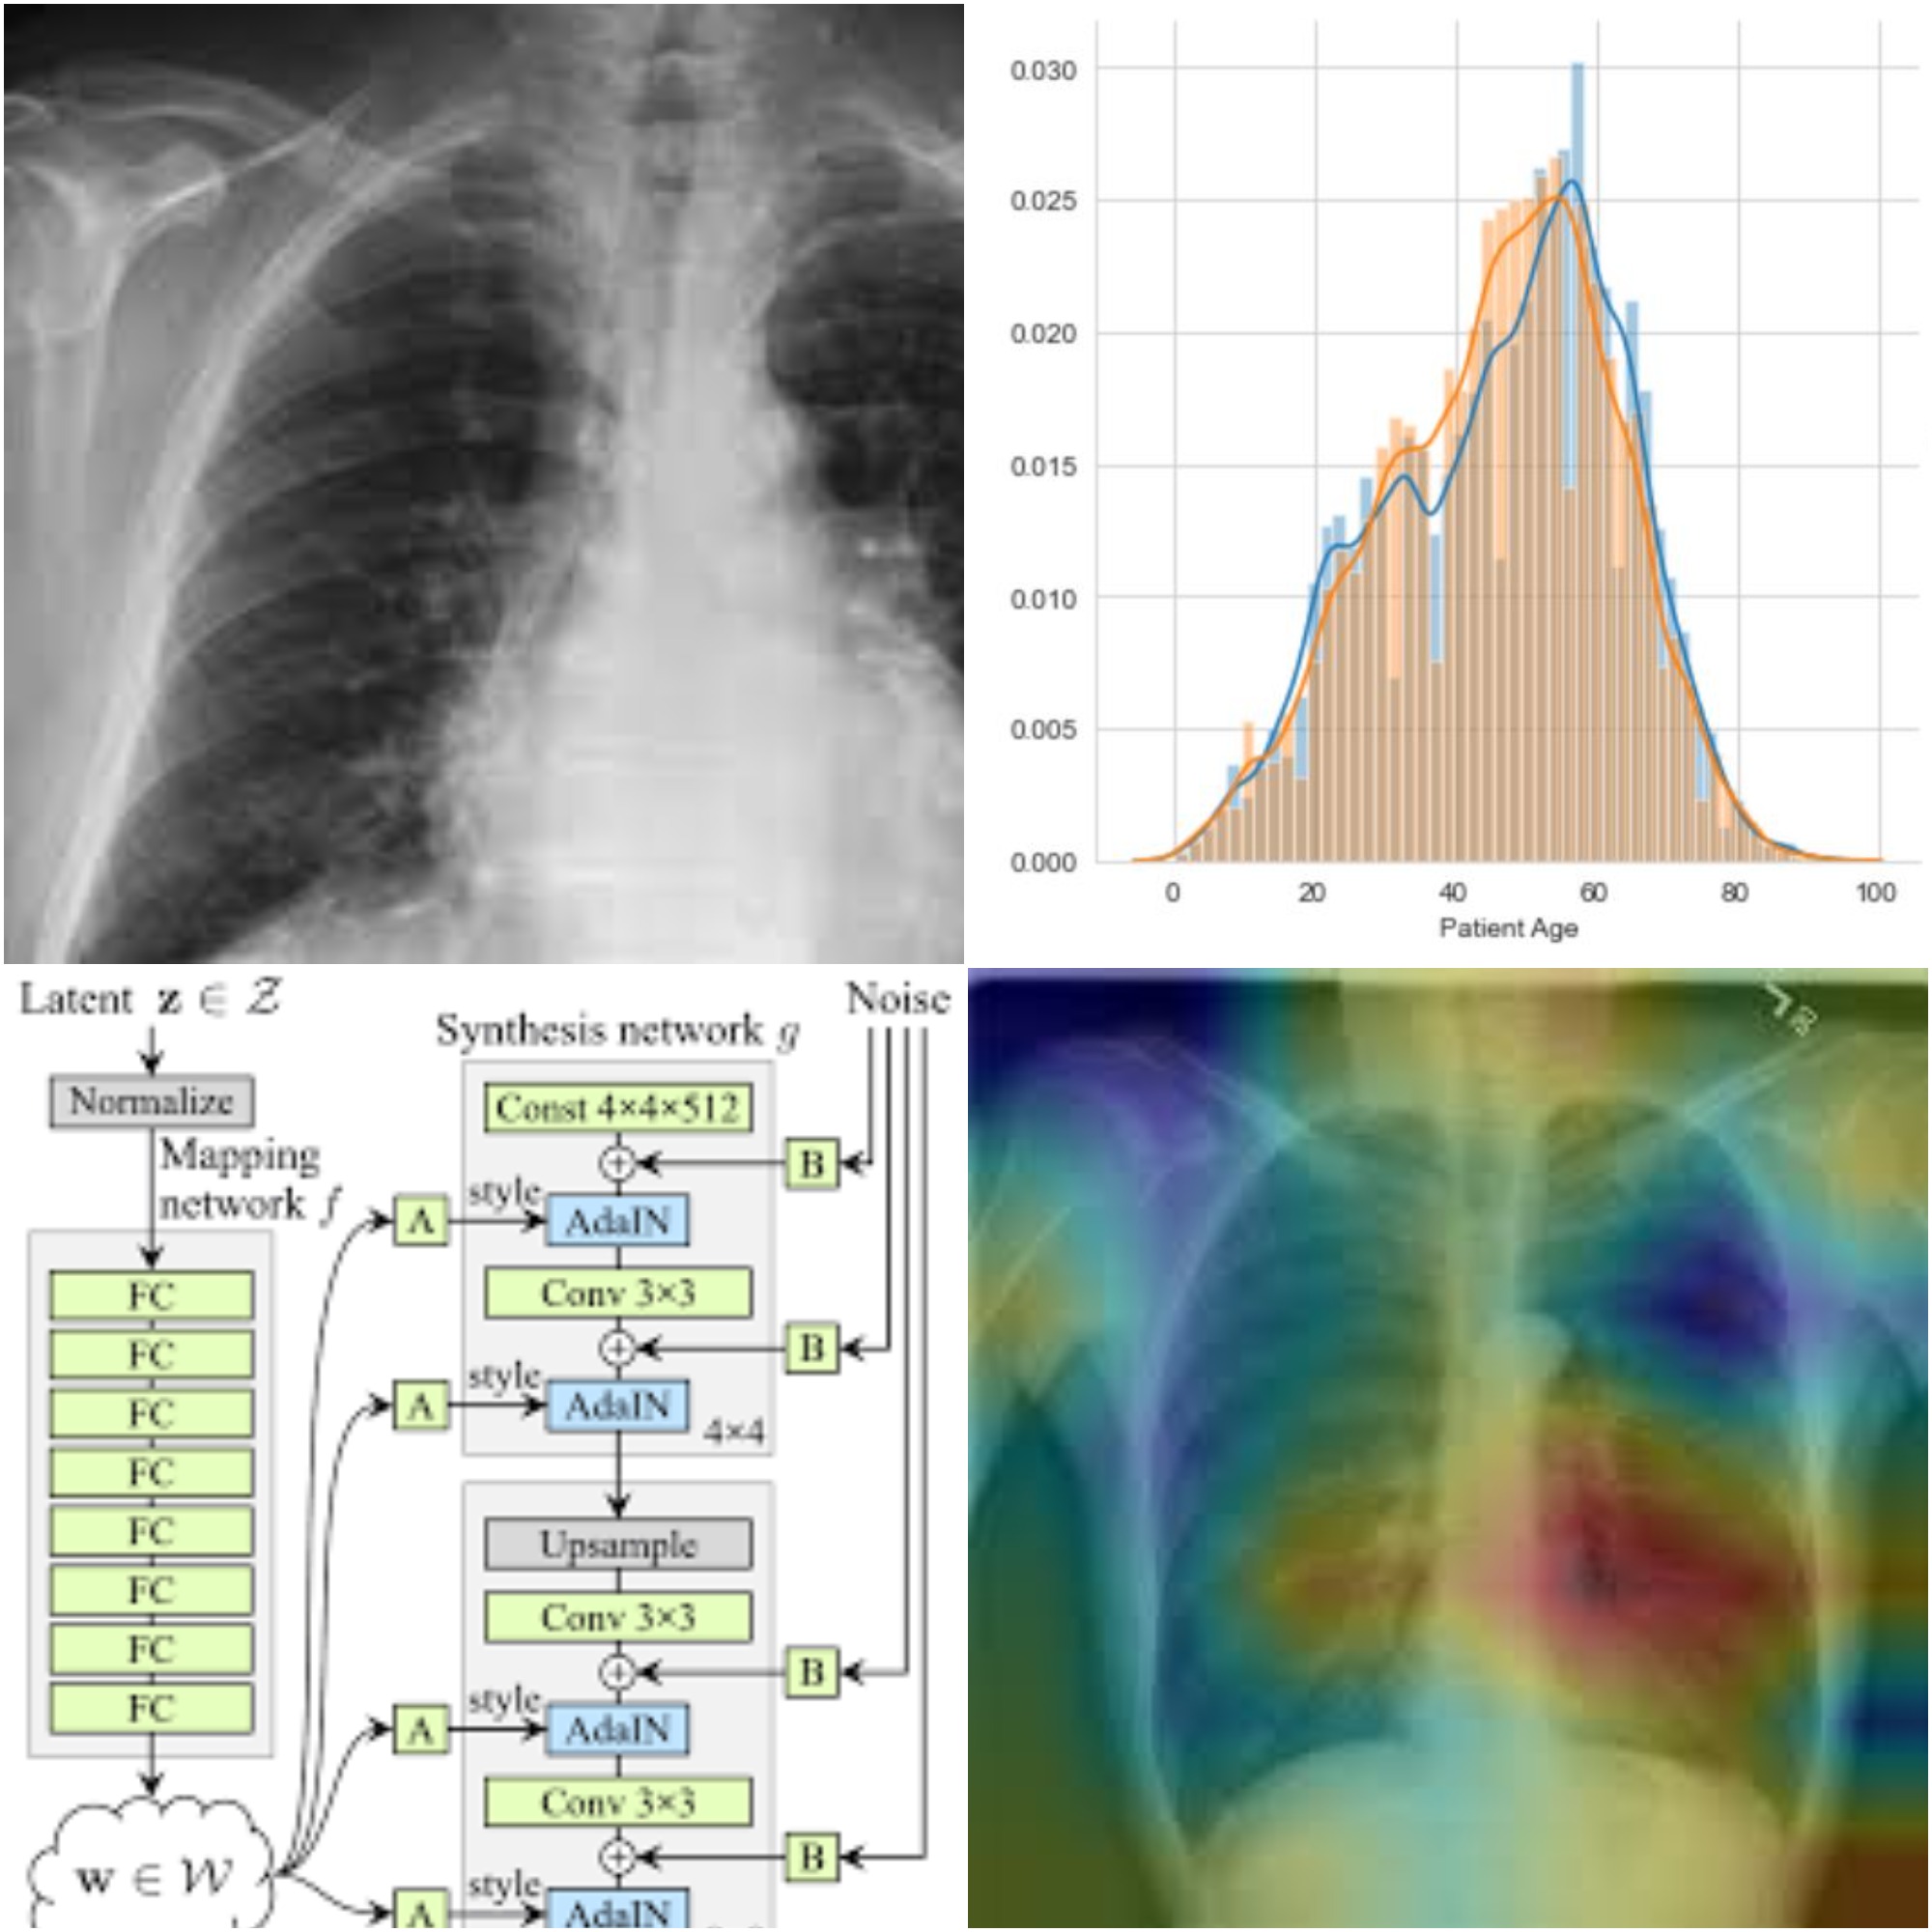 0.030
0.025
0.020
0.015
0.010
0.005
0.000
0 20 40 60 80 100
Patient Age
Latent z ∈ Z
Noise
Synthesis network g
Normalize
Const 4×4×512
Mapping
network f
B
style
A
AdaIN
FC
Conv 3×3
FC
B
style
FC
A
AdaIN
4×4
FC
FC
Upsample
FC
Conv 3×3
FC
B
FC
style
A
AdaIN
Conv 3×3
B
w ∈ W
style
A
AdaIN